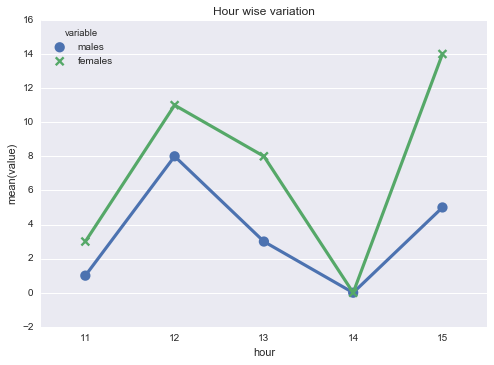 Hour wise variation
variable
males
females
mean(value)
16
14
12
10
8
6
4
2
0
−2
11 12 13 14 15
hour